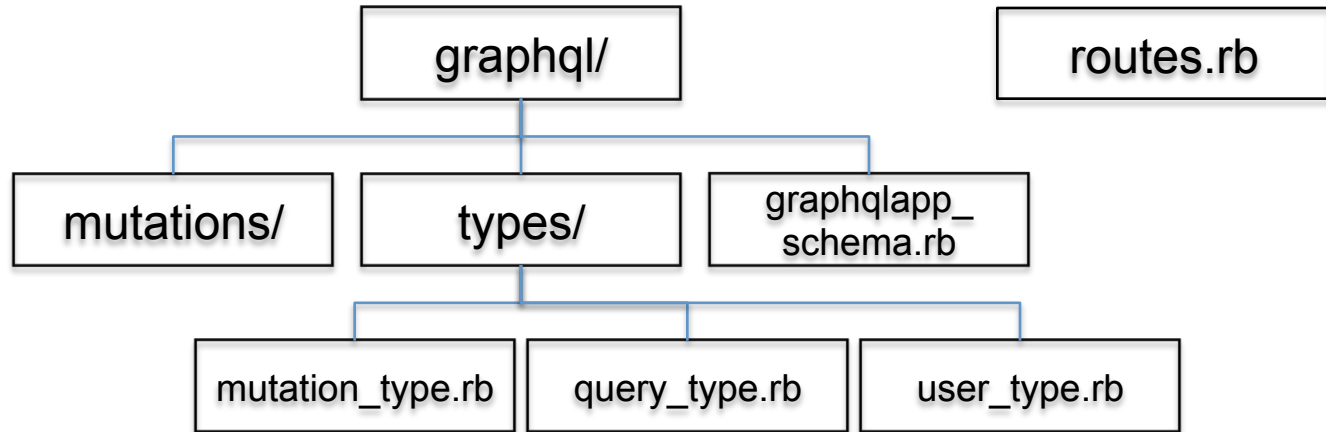 graphql/
routes.rb
mutations/
types/
graphqlapp_
schema.rb
mutation_type.rb
query_type.rb
user_type.rb